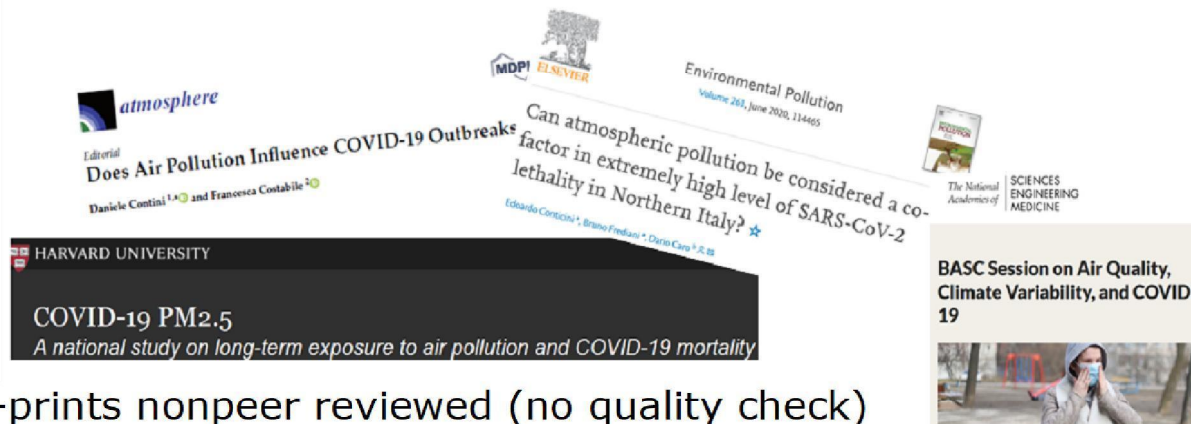 atmosphere
Editorial
Does Air Pollution Influence COVID-19 Outbreaks
Daniele Contini 1,* and Francesca Costabile 2
MDPI
ELSEVIER
Environmental Pollution
Volume 261, June 2020, 114465
Can atmospheric pollution be considered a co-
factor in extremely high level of SARS-CoV-2
lethality in Northern Italy?
Edoardo Conticini a, Bruno Frediani a, Dario Caro b
The National
Academies of
SCIENCES
ENGINEERING
MEDICINE
HARVARD UNIVERSITY
COVID-19 PM2.5
A national study on long-term exposure to air pollution and COVID-19 mortality
BASC Session on Air Quality,
Climate Variability, and COVID
19
-prints nonpeer reviewed (no quality check)